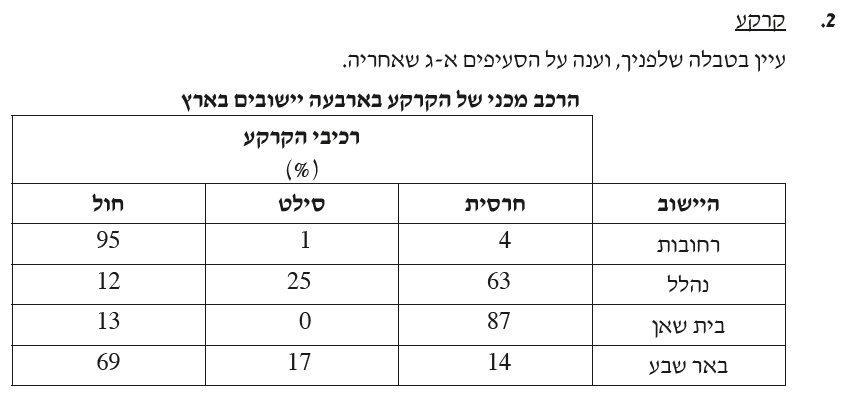 2. קרקע
עיין בטבלה שלפניך, וענה על הסעיפים א-ג שאחריה.
הרכב מכני של הקרקע בארבעה יישובים בארץ
רכיבי הקרקע
(%)
היישוב חרסית סילט חול
רחובות 4 1 95
נהלל 63 25 12
בית שאן 87 0 13
באר שבע 14 17 69